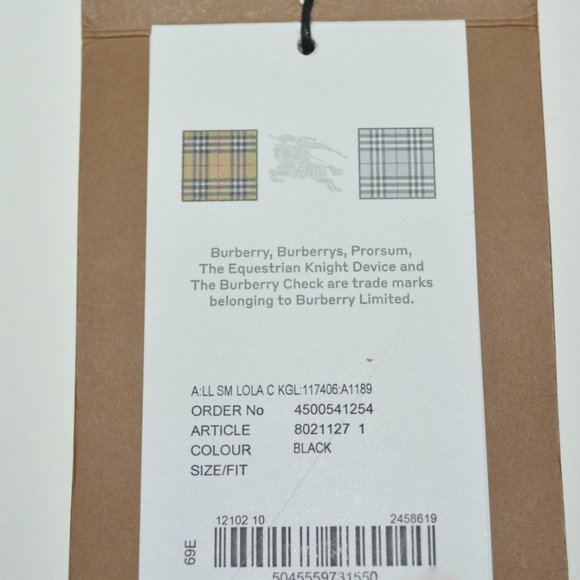 Burberry, Burberrys, Prorsum,
The Equestrian Knight Device and
The Burberry Check are trade marks
belonging to Burberry Limited.
A:LL SM LOLA C KGL:117406:A1189
ORDER No 4500541254
ARTICLE 8021127 1
COLOUR BLACK
SIZE/FIT
12102 10 2458619
69E
5045559731550